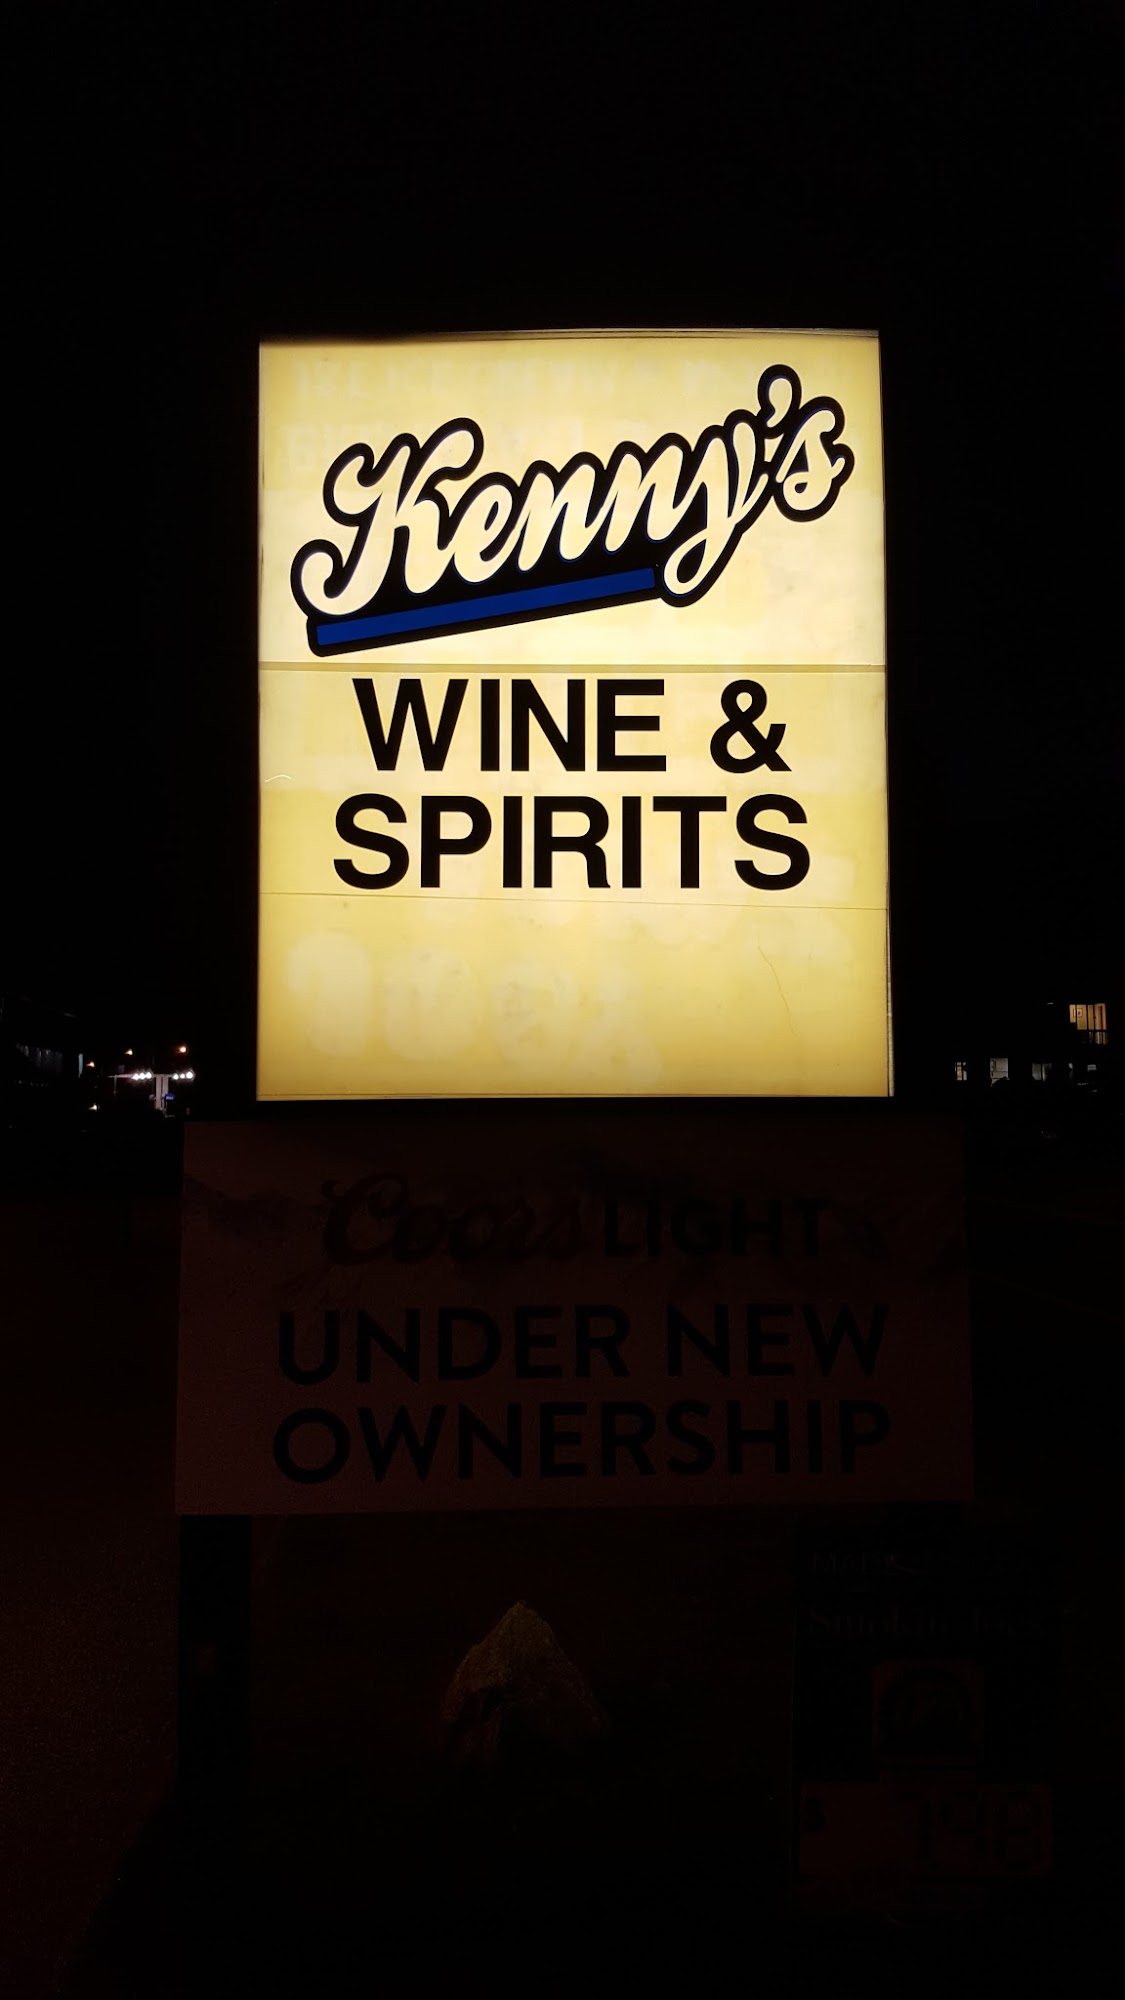 Kenny's
WINE &
SPIRITS
Coors LIGHT
UNDER NEW
OWNERSHIP